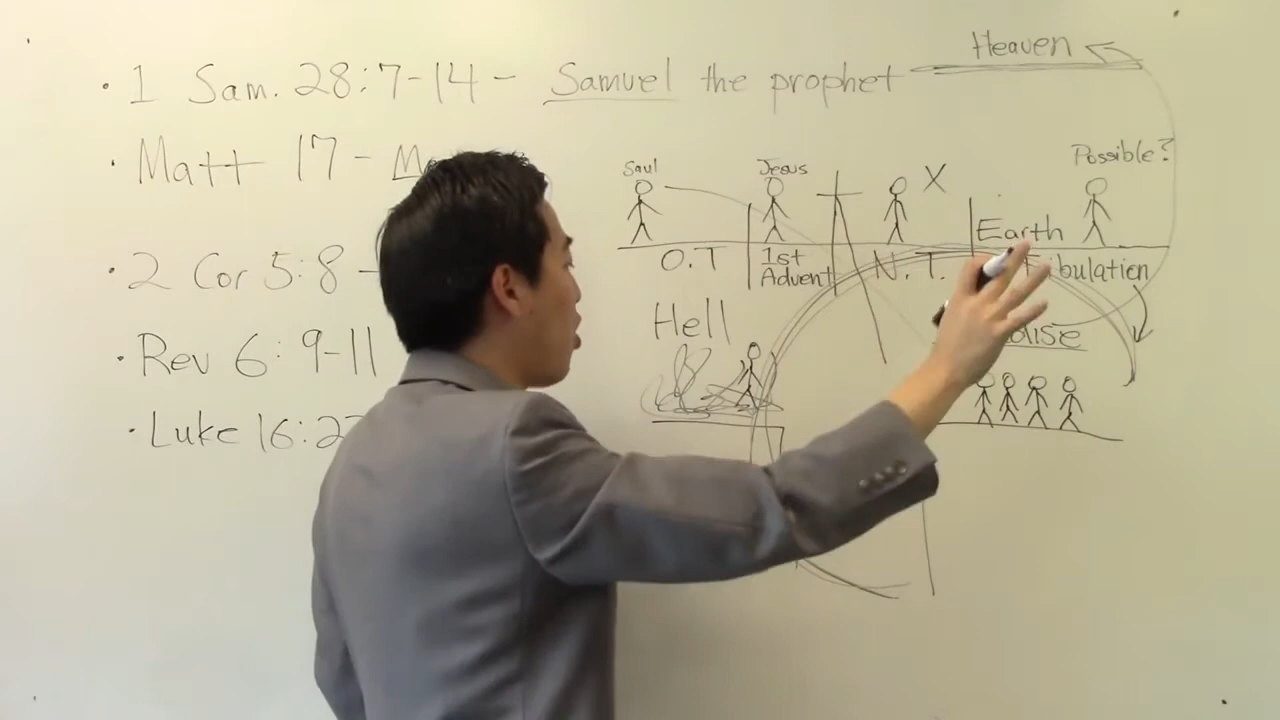 · 1 Sam. 28:7-14 - Samuel the prophet
Heaven
· Matt 17 -
Saul
Jesus
X
Possible?
Earth
· 2 Cor 5:8 -
O.T
1st
Advent
N.T.
Hell
· Rev 6:9-11
· Luke 16:2